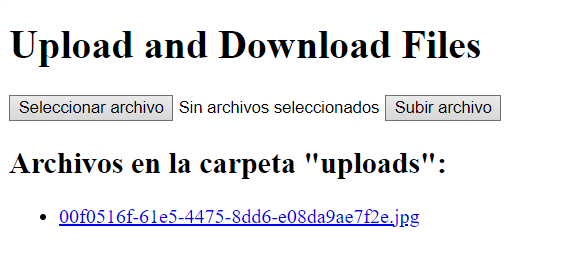 Upload and Download Files
Seleccionar archivo Sin archivos seleccionados Subir archivo
Archivos en la carpeta "uploads":
00f0516f-61e5-4475-8dd6-e08da9ae7f2e.jpg